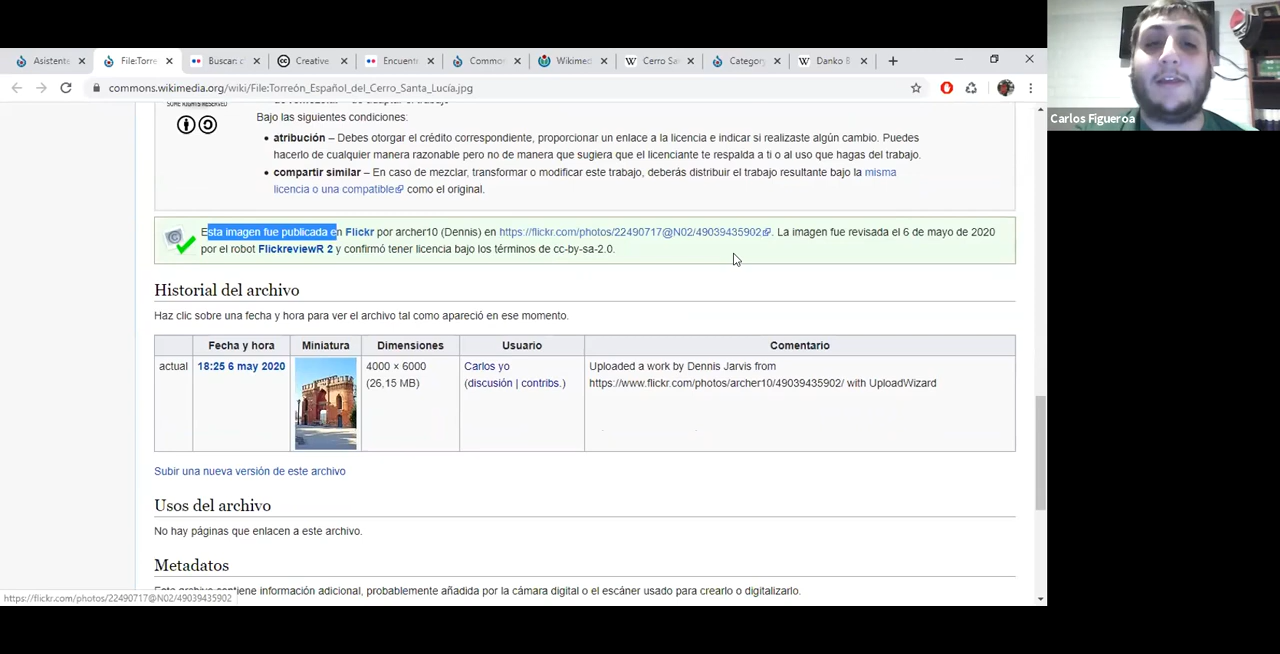 Asistente
File:Torre
Buscar: c
Creative
Encuent
Commo
Wikimed
Cerro Sa
Category
Danko B
commons.wikimedia.org/wiki/File:Torreón_Español_del_Cerro_Santa_Lucía.jpg
Carlos Figueroa
SOME RIGHTS RESERVED
Bajo las siguientes condiciones:
atribución – Debes otorgar el crédito correspondiente, proporcionar un enlace a la licencia e indicar si realizaste algún cambio. Puedes
hacerlo de cualquier manera razonable pero no de manera que sugiera que el licenciante te respalda a ti o al uso que hagas del trabajo.
compartir similar – En caso de mezclar, transformar o modificar este trabajo, deberás distribuir el trabajo resultante bajo la misma
licencia o una compatible como el original.
Esta imagen fue publicada en Flickr por archer10 (Dennis) en https://flickr.com/photos/22490717@N02/49039435902. La imagen fue revisada el 6 de mayo de 2020
por el robot FlickreviewR 2 y confirmó tener licencia bajo los términos de cc-by-sa-2.0.
Historial del archivo
Haz clic sobre una fecha y hora para ver el archivo tal como apareció en ese momento.
Fecha y hora Miniatura Dimensiones Usuario Comentario
actual 18:25 6 may 2020 4000 × 6000 Carlos yo Uploaded a work by Dennis Jarvis from
(26,15 MB) (discusión | contribs.) https://www.flickr.com/photos/archer10/49039435902/ with UploadWizard
Subir una nueva versión de este archivo
Usos del archivo
No hay páginas que enlacen a este archivo.
Metadatos
Este archivo contiene información adicional, probablemente añadida por la cámara digital o el escáner usado para crearlo o digitalizarlo.
https://flickr.com/photos/22490717@N02/49039435902